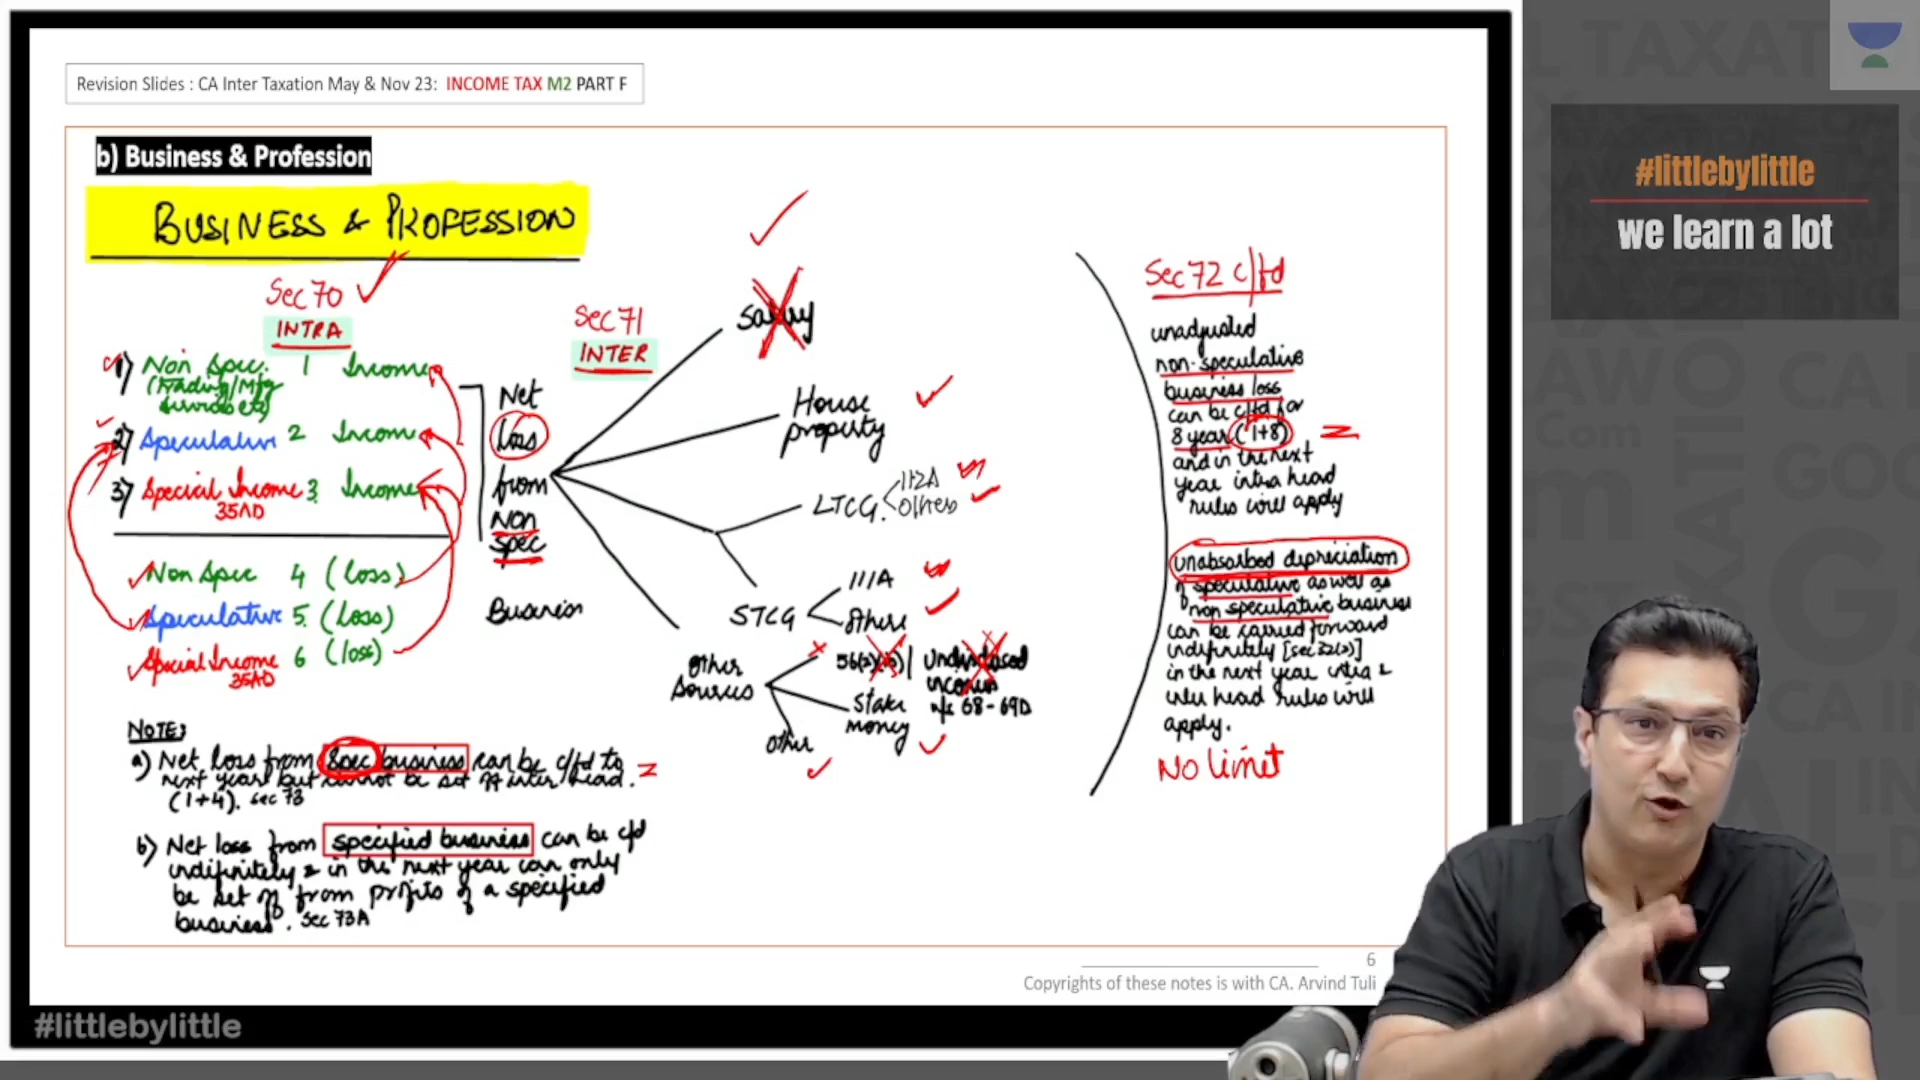 Revision Slides : CA Inter Taxation May & Nov 23: INCOME TAX M2 PART F
b) Business & Profession
BUSINESS & PROFESSION
Sec 70
INTRA
1) Non Spec. 1 Income
(Trading/Mfg
services etc)
2) Speculative 2 Income
3) Special Income 3 Income
35AD
Non Spec 4 (loss)
Speculative 5 (Loss)
Special Income 6 (loss)
35AD
Net
loss
from
Non
Spec
Business
Sec 71
INTER
Salary
House
property
LTCG
112A
Others
STCG
111A
Others
Other
Sources
56(2)(ib) | Undisclosed
incomes
u/s 68-69D
Stake
money
other
NOTE:
a) Net loss from Spec business can be c/fd to
next year but cannot be set off inter head.
(1+4). sec 73
b) Net loss from specified business can be c/d
indefinitely & in the next year can only
be set off from profits of a specified
business. Sec 73A
Sec 72 c/fd
unadjusted
non-speculative
business loss
can be c/fd for
8 year (1+8)
and in the next
year intra head
rules will apply
unabsorbed depreciation
of speculative as well as
non speculative business
can be carried forward
indefinitely [sec 32(2)]
in the next year intra &
inter head rules will
apply.
No limit
6
Copyrights of these notes is with CA. Arvind Tuli
#littlebylittle
#littlebylittle
we learn a lot